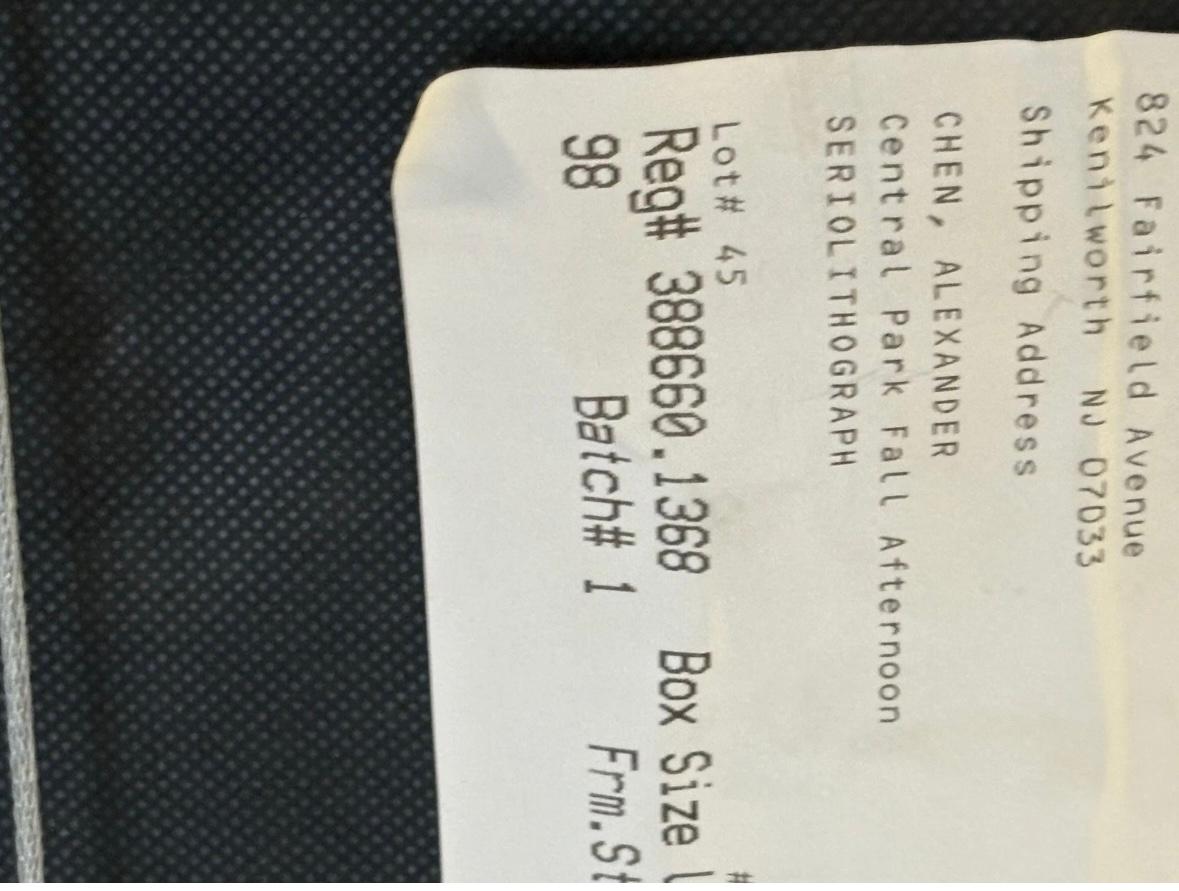 824 Fairfield Avenue
Kenilworth NJ 07033
Shipping Address
CHEN, ALEXANDER
Central Park Fall Afternoon
SERIOLITHOGRAPH
Lot# 45 #
Reg# 388660.1368 Box Size
98 Batch# 1 Frm.St